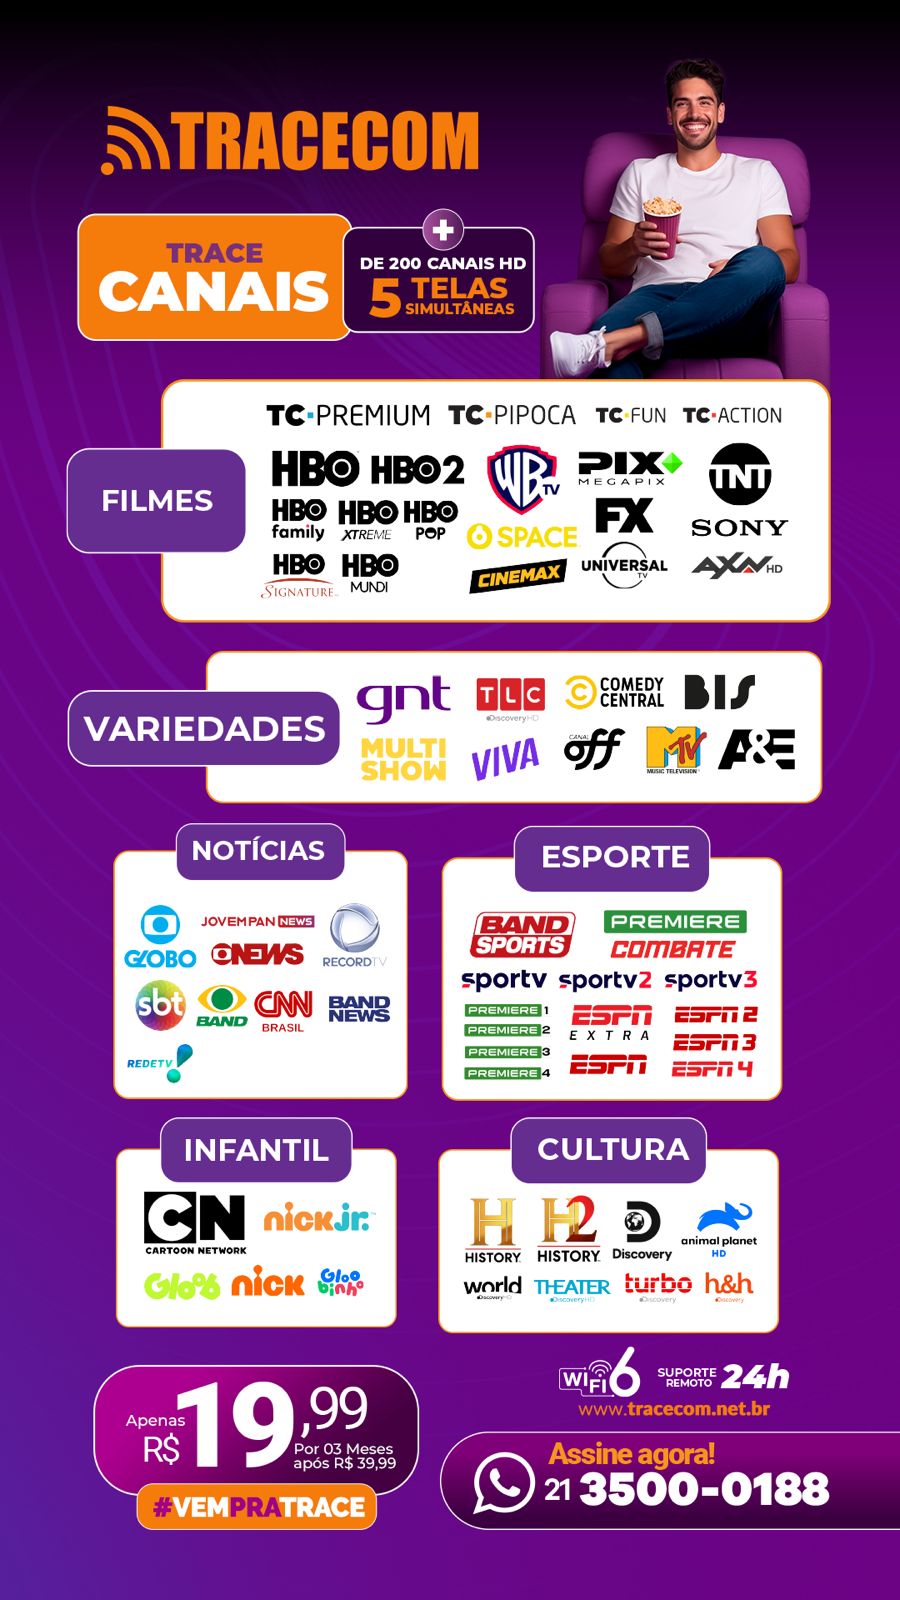 TRACECOM
TRACE
CANAIS
+
DE 200 CANAIS HD
5 TELAS
SIMULTÂNEAS
FILMES
TC PREMIUM TC PIPOCA TC FUN TC ACTION
HBO HBO2 WB TV PIX MEGAPIX TNT
HBO family HBO XTREME HBO POP SPACE FX SONY
HBO SIGNATURE HBO MUNDI CINEMAX UNIVERSAL TV AXN HD
VARIEDADES
gnt TLC Discovery HD COMEDY CENTRAL BIS
MULTI SHOW VIVA CANAL off MTV MUSIC TELEVISION A&E
NOTÍCIAS
GLOBO JOVEM PAN NEWS RECORDTV
GNEWS
sbt BAND CNN BRASIL BAND NEWS
REDETV!
ESPORTE
BAND SPORTS PREMIERE
COMBATE
sportv sportv2 sportv3
PREMIERE 1 ESPN EXTRA ESPN 2
PREMIERE 2
PREMIERE 3 ESPN ESPN 3
PREMIERE 4 ESPN 4
INFANTIL
CN CARTOON NETWORK nick jr.
Gloob nick Gloobinho
CULTURA
H HISTORY H2 HISTORY D Discovery animal planet HD
world Discovery HD THEATER Discovery HD turbo Discovery h&h Discovery
Apenas
R$ 19,99
Por 03 Meses
após R$ 39,99
#VEMPRATRACE
WIFI 6 SUPORTE REMOTO 24h
www.tracecom.net.br
Assine agora!
21 3500-0188